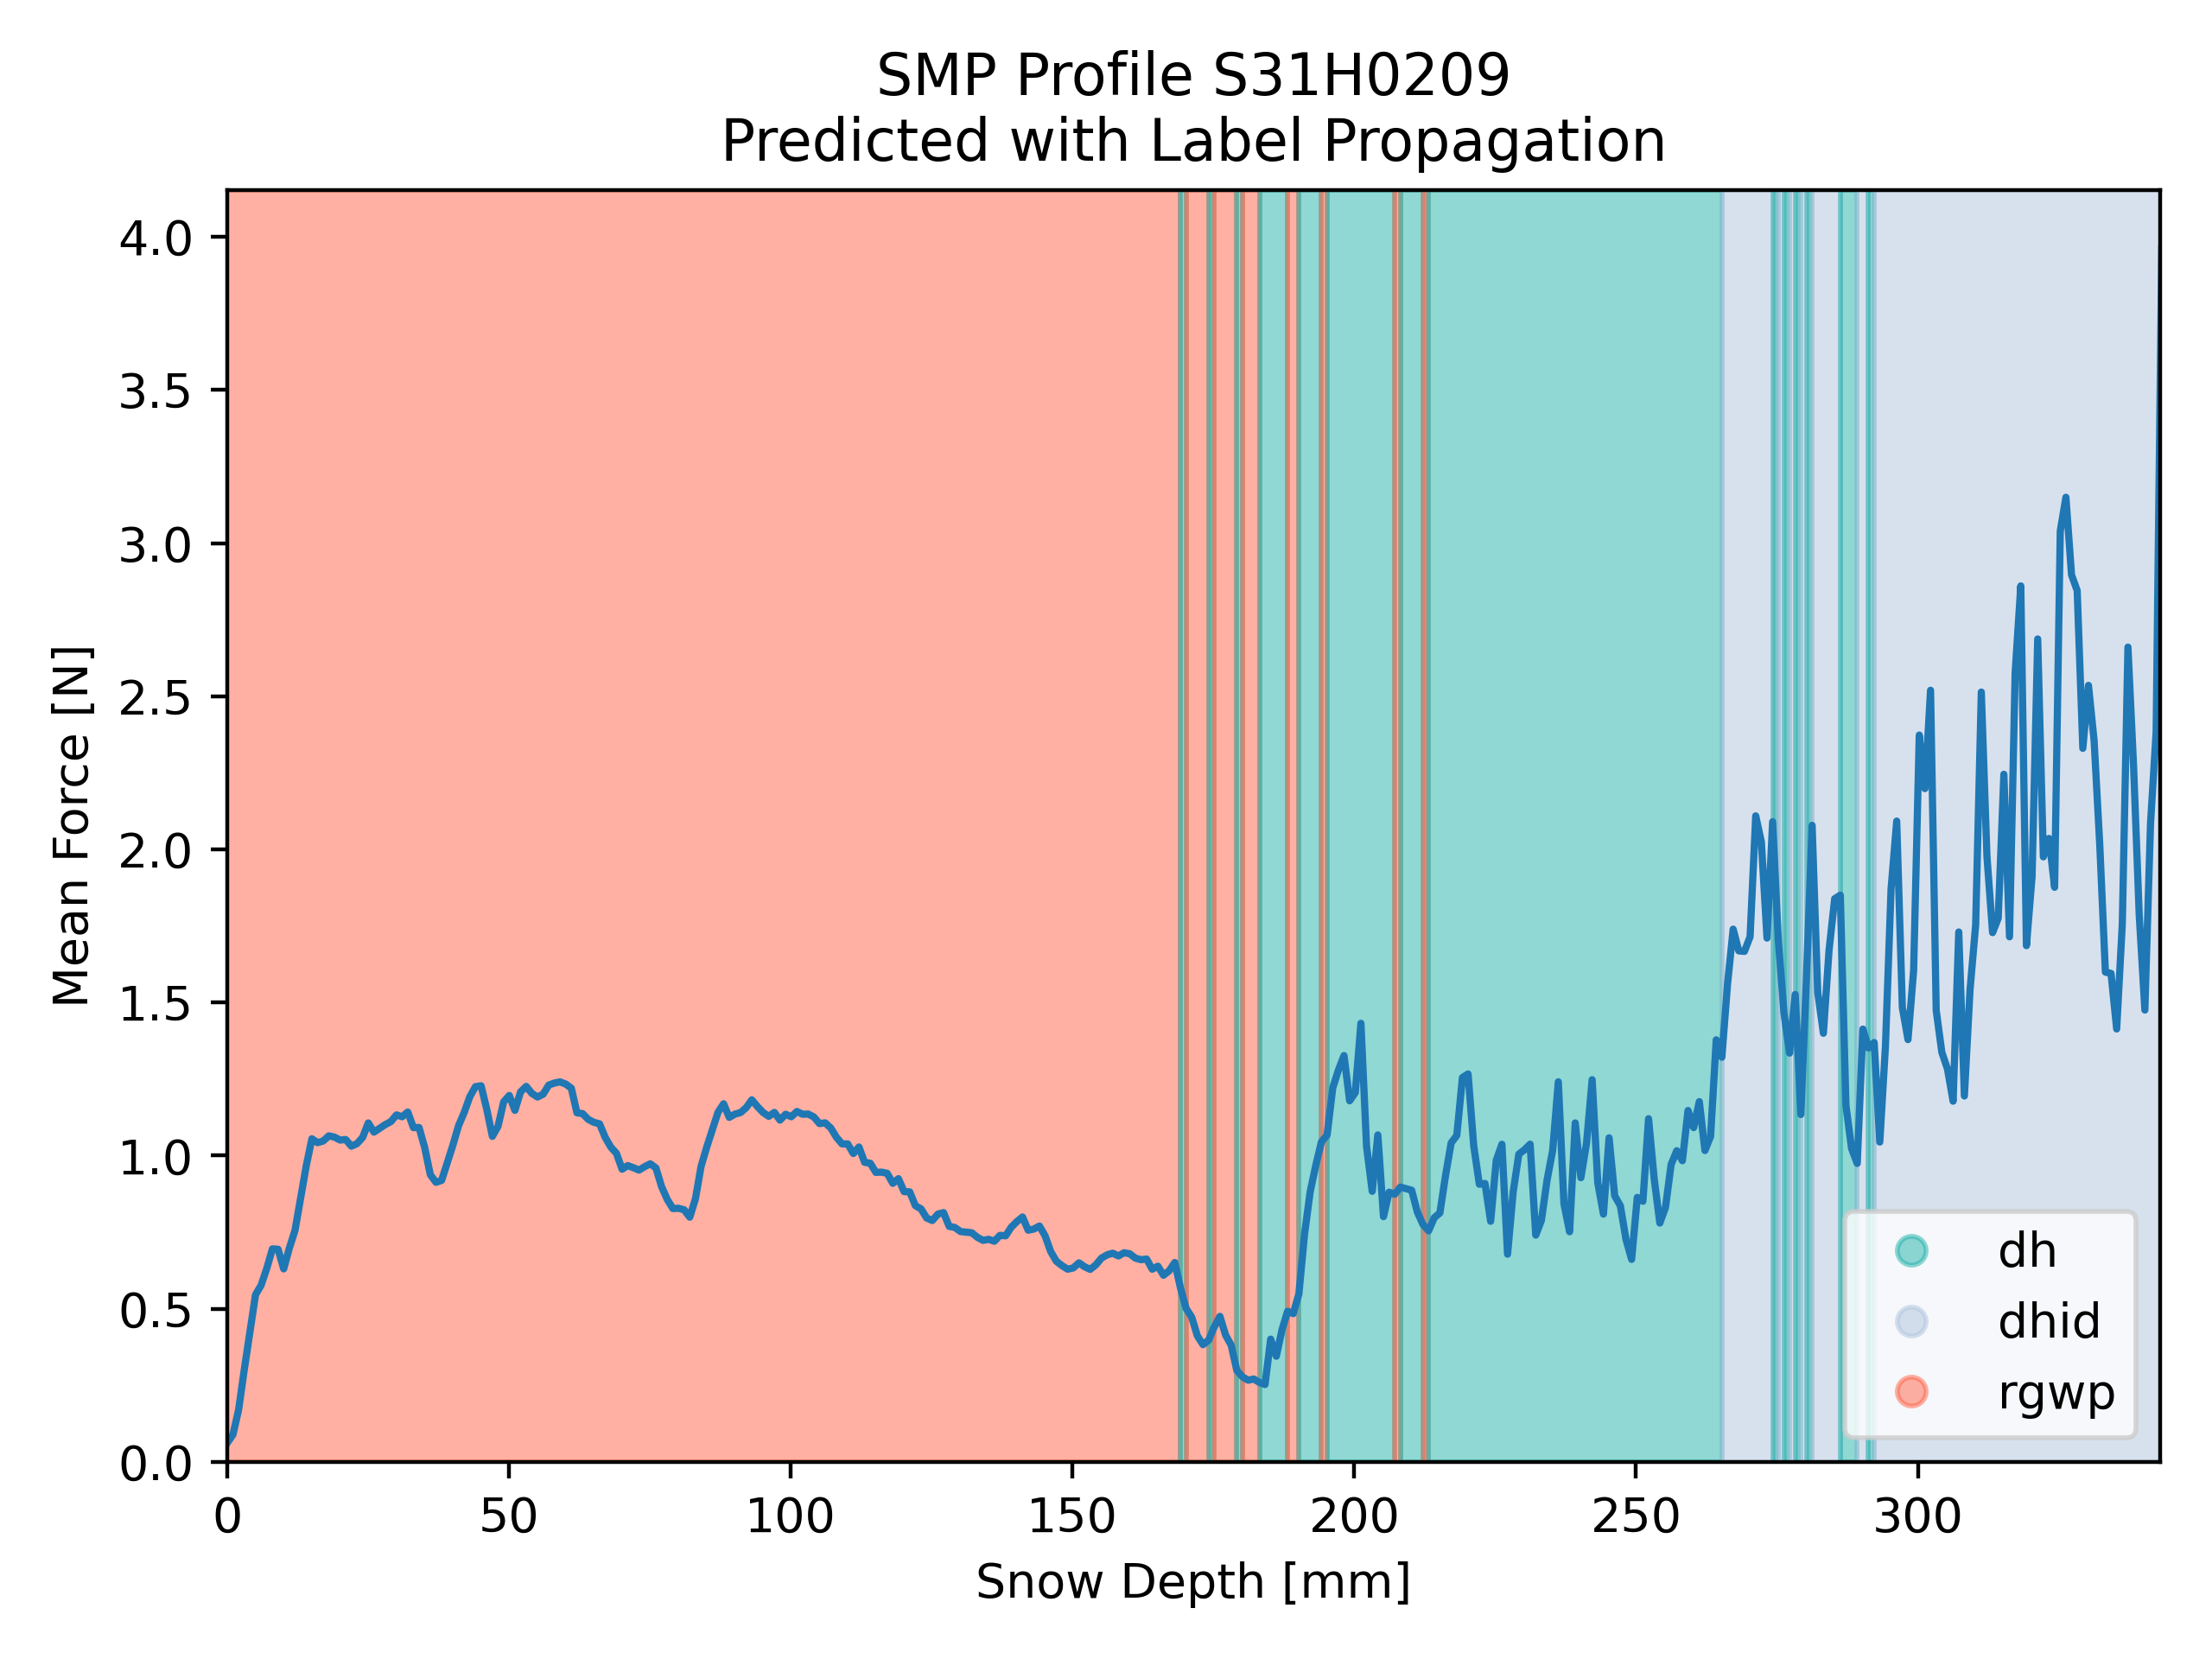 SMP Profile S31H0209
Predicted with Label Propagation
Mean Force [N]
4.0
3.5
3.0
2.5
2.0
1.5
1.0
0.5
0.0
0 50 100 150 200 250 300
Snow Depth [mm]
dh
dhid
rgwp